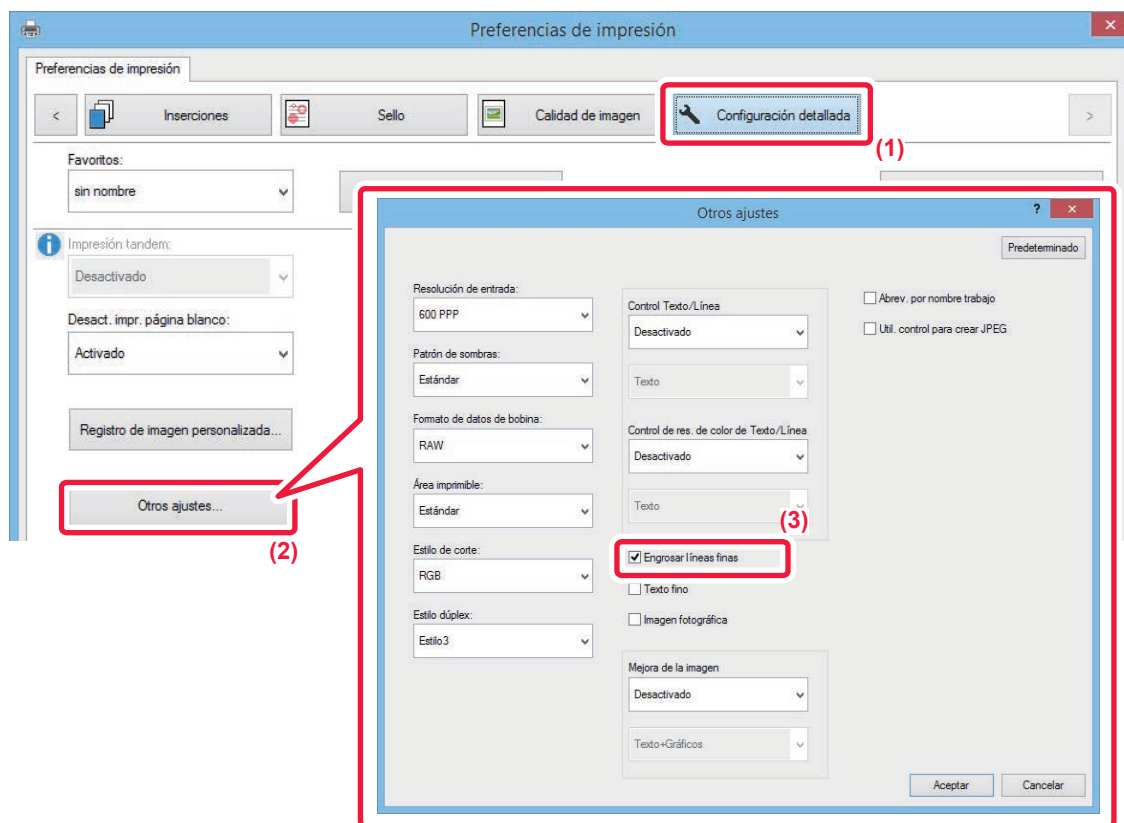 Preferencias de impresión
Preferencias de impresión
<
Inserciones
Sello
Calidad de imagen
Configuración detallada
>
(1)
Favoritos:
sin nombre
Impresión tandem:
Desactivado
Desact. impr. página blanco:
Activado
Registro de imagen personalizada...
Otros ajustes...
(2)
Otros ajustes
?
Predeterminado
Resolución de entrada:
600 PPP
Patrón de sombras:
Estándar
Formato de datos de bobina:
RAW
Área imprimible:
Estándar
Estilo de corte:
RGB
Estilo dúplex:
Estilo3
Control Texto/Línea
Desactivado
Texto
Control de res. de color de Texto/Línea
Desactivado
Texto
(3)
Engrosar líneas finas
Texto fino
Imagen fotográfica
Mejora de la imagen
Desactivado
Texto+Gráficos
Abrev. por nombre trabajo
Util. control para crear JPEG
Aceptar
Cancelar